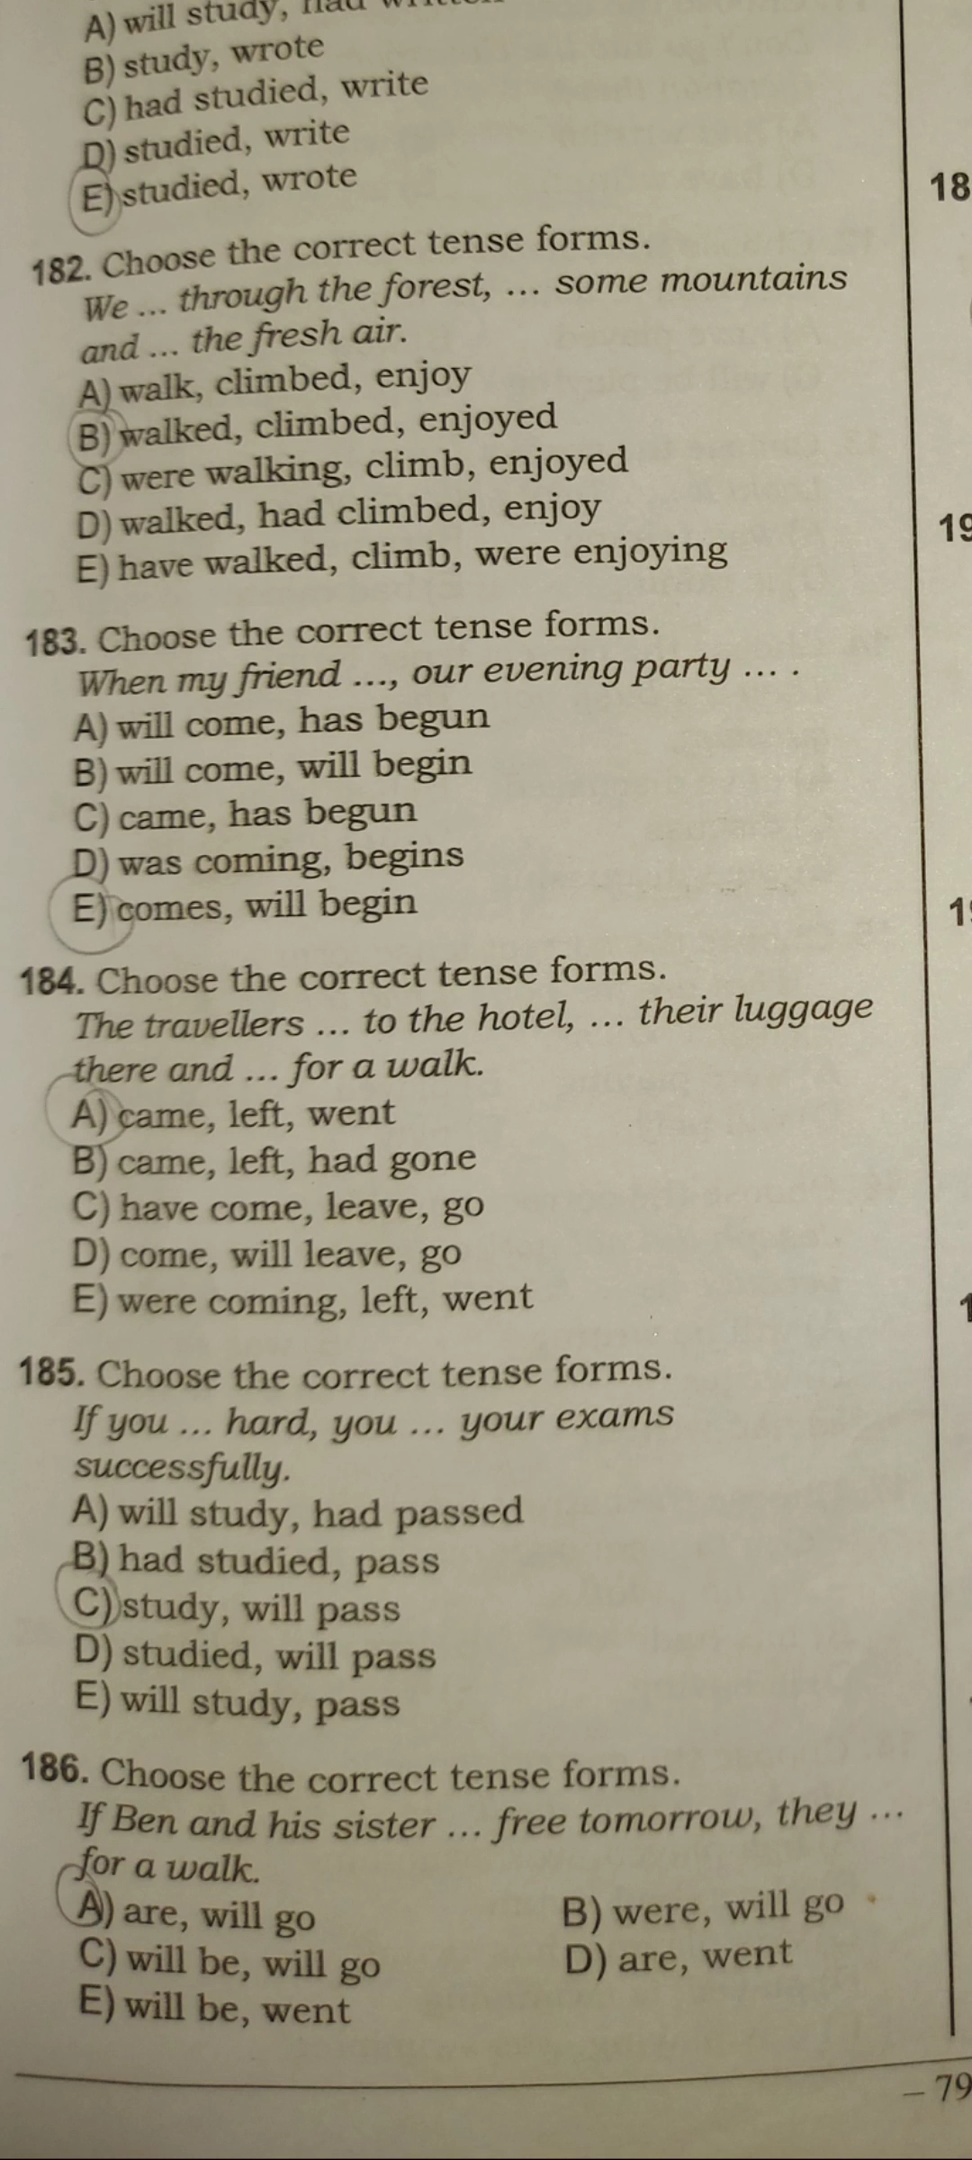 A) will study, had written
B) study, wrote
C) had studied, write
D) studied, write
E) studied, wrote
182. Choose the correct tense forms.
We ... through the forest, ... some mountains
and ... the fresh air.
A) walk, climbed, enjoy
B) walked, climbed, enjoyed
C) were walking, climb, enjoyed
D) walked, had climbed, enjoy
E) have walked, climb, were enjoying
183. Choose the correct tense forms.
When my friend ..., our evening party ... .
A) will come, has begun
B) will come, will begin
C) came, has begun
D) was coming, begins
E) comes, will begin
184. Choose the correct tense forms.
The travellers ... to the hotel, ... their luggage
there and ... for a walk.
A) came, left, went
B) came, left, had gone
C) have come, leave, go
D) come, will leave, go
E) were coming, left, went
185. Choose the correct tense forms.
If you ... hard, you ... your exams
successfully.
A) will study, had passed
B) had studied, pass
C) study, will pass
D) studied, will pass
E) will study, pass
186. Choose the correct tense forms.
If Ben and his sister ... free tomorrow, they ...
for a walk.
A) are, will go B) were, will go
C) will be, will go D) are, went
E) will be, went
– 79
18
19